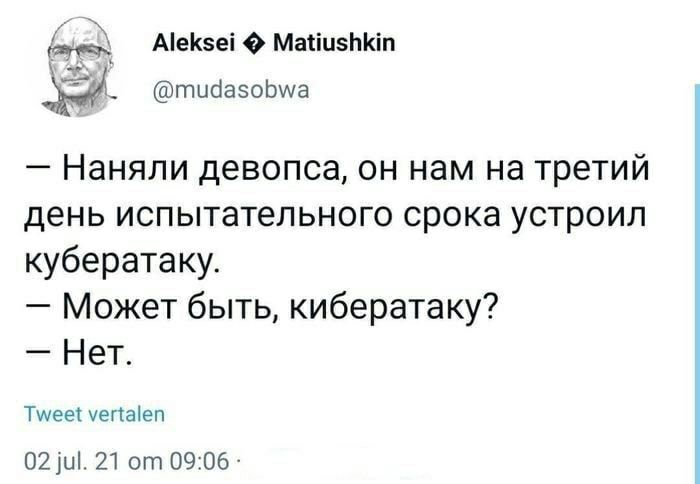 Aleksei � Matiushkin
@mudasobwa
— Наняли девопса, он нам на третий
день испытательного срока устроил
кубератаку.
— Может быть, кибератаку?
— Нет.
Tweet vertalen
02 jul. 21 om 09:06 ·